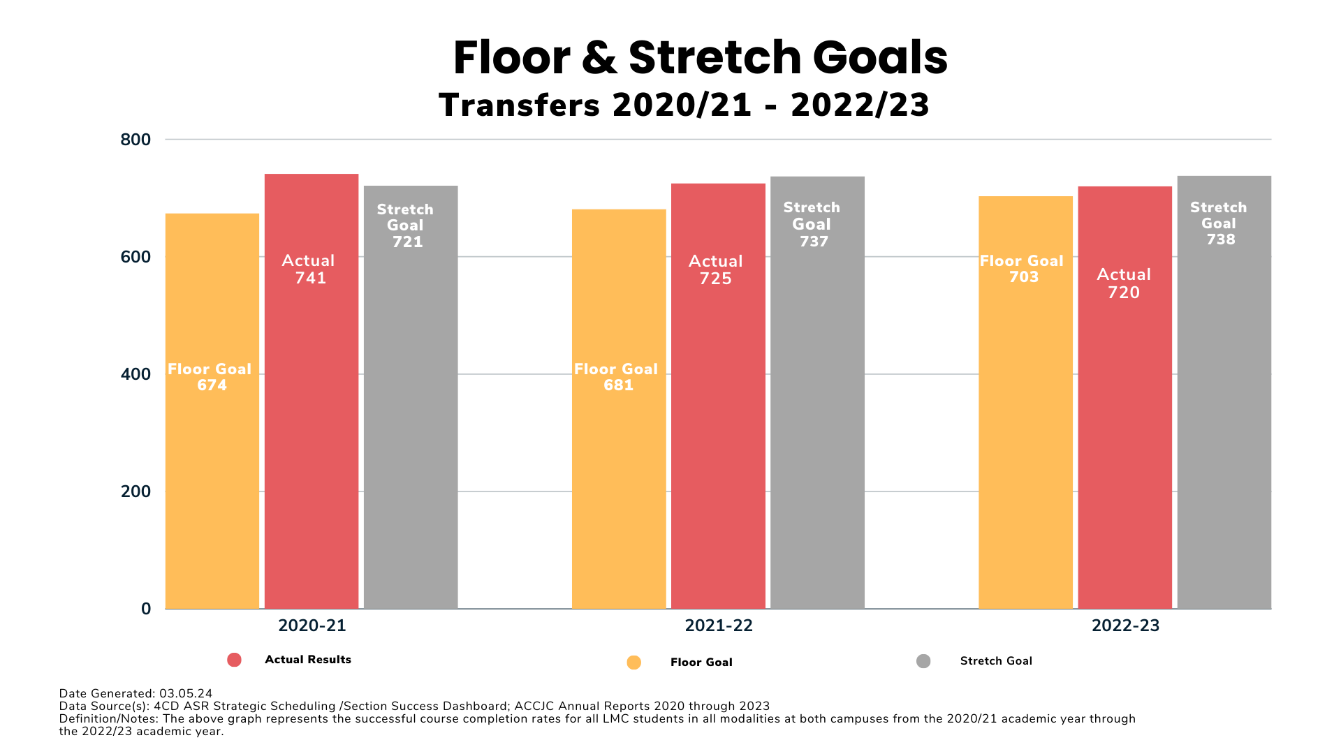 Floor & Stretch Goals
Transfers 2020/21 - 2022/23
800
600
400
200
0
Floor Goal
674
Actual
741
Stretch
Goal
721
Floor Goal
681
Actual
725
Stretch
Goal
737
Floor Goal
703
Actual
720
Stretch
Goal
738
2020-21
2021-22
2022-23
Actual Results
Floor Goal
Stretch Goal
Date Generated: 03.05.24
Data Source(s): 4CD ASR Strategic Scheduling /Section Success Dashboard; ACCJC Annual Reports 2020 through 2023
Definition/Notes: The above graph represents the successful course completion rates for all LMC students in all modalities at both campuses from the 2020/21 academic year through
the 2022/23 academic year.